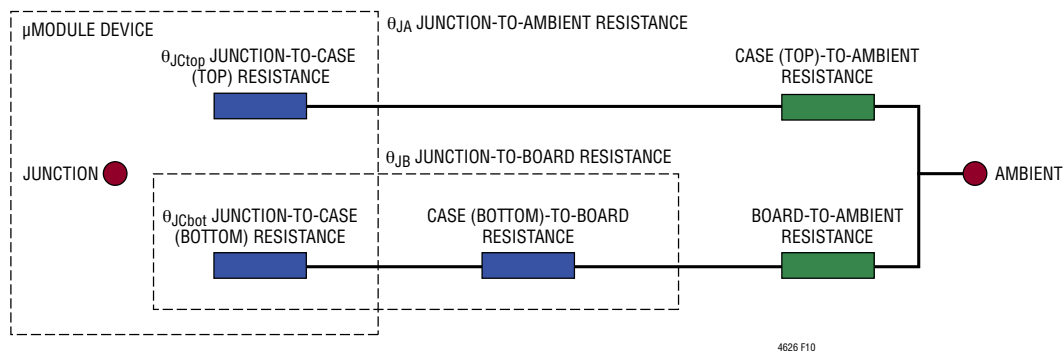 µMODULE DEVICE
θJA JUNCTION-TO-AMBIENT RESISTANCE
θJCtop JUNCTION-TO-CASE
(TOP) RESISTANCE
CASE (TOP)-TO-AMBIENT
RESISTANCE
θJB JUNCTION-TO-BOARD RESISTANCE
JUNCTION
AMBIENT
θJCbot JUNCTION-TO-CASE
(BOTTOM) RESISTANCE
CASE (BOTTOM)-TO-BOARD
RESISTANCE
BOARD-TO-AMBIENT
RESISTANCE
4626 F10